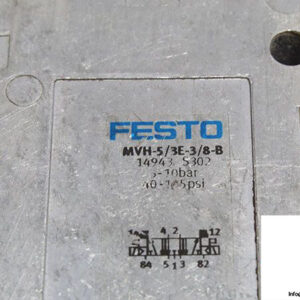 FESTO
MVH-5/3E-3/8-B
14943 S302
3-10bar
40-145psi
14 4 2 12
84 5 1 3 82